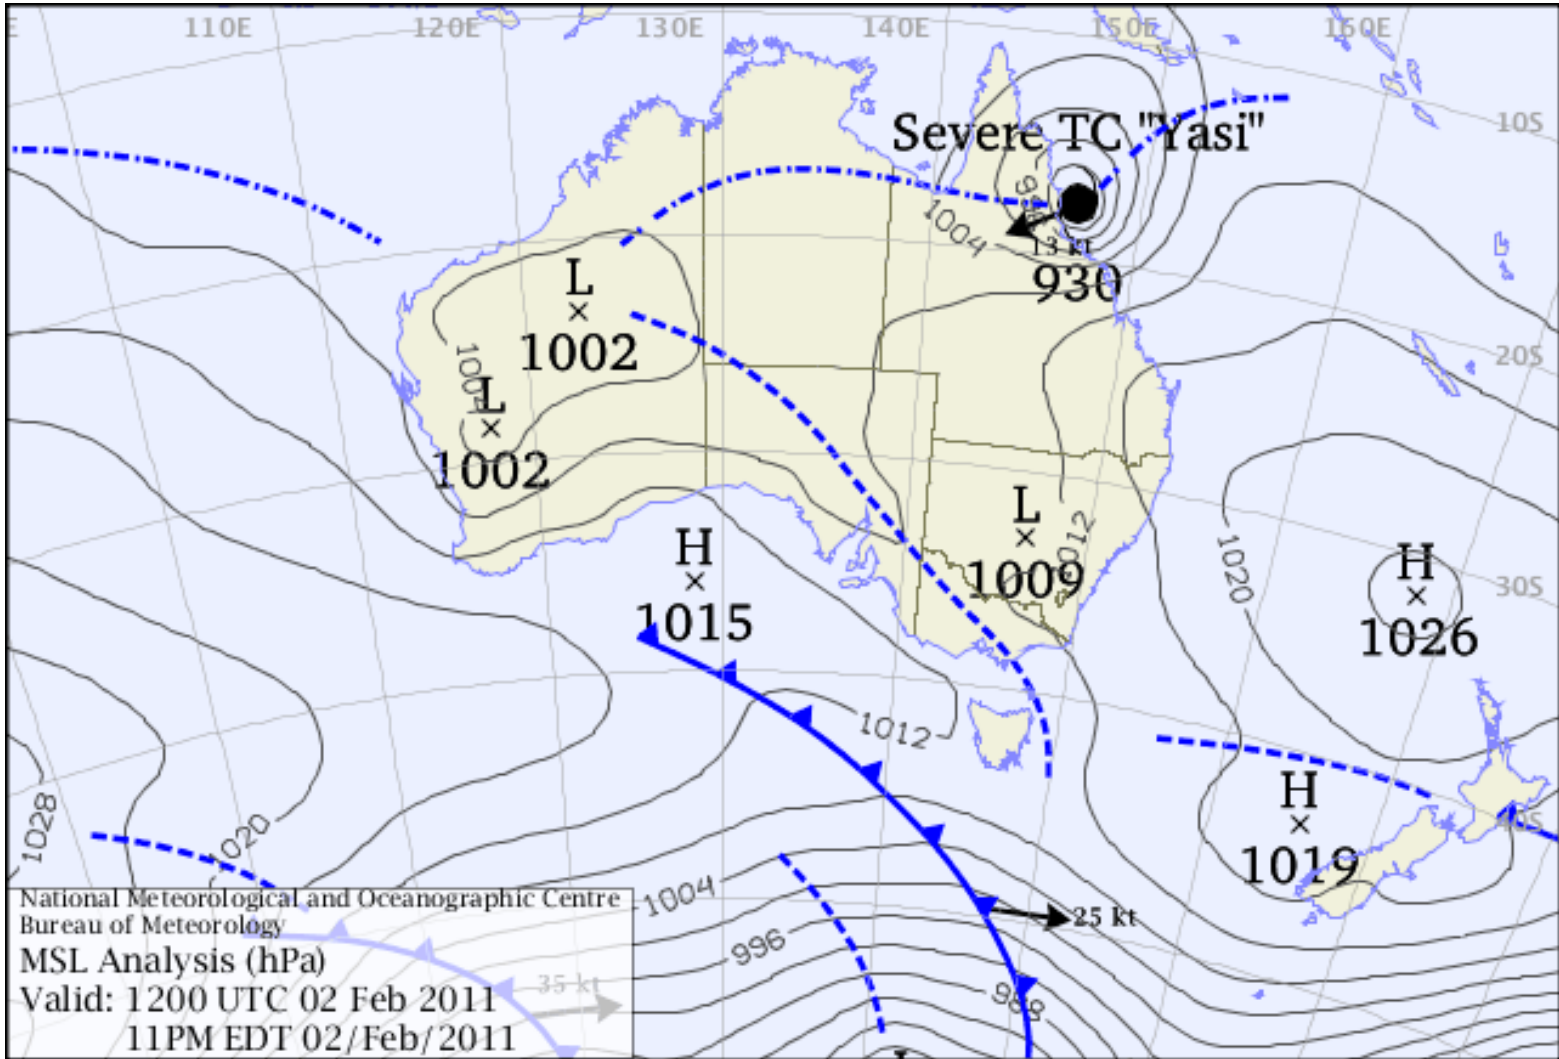 110E 120E 130E 140E 150E 160E
10S
Severe TC "Yasi"
1004
13 kt
930
L
1002
20S
1004
L
1002
L
1009
1012
H
1015
1020
H
1026
30S
1012
H
1019
40S
1028
1020
1004
996
988
25 kt
35 kt
National Meteorological and Oceanographic Centre
Bureau of Meteorology
MSL Analysis (hPa)
Valid: 1200 UTC 02 Feb 2011
11PM EDT 02/Feb/2011